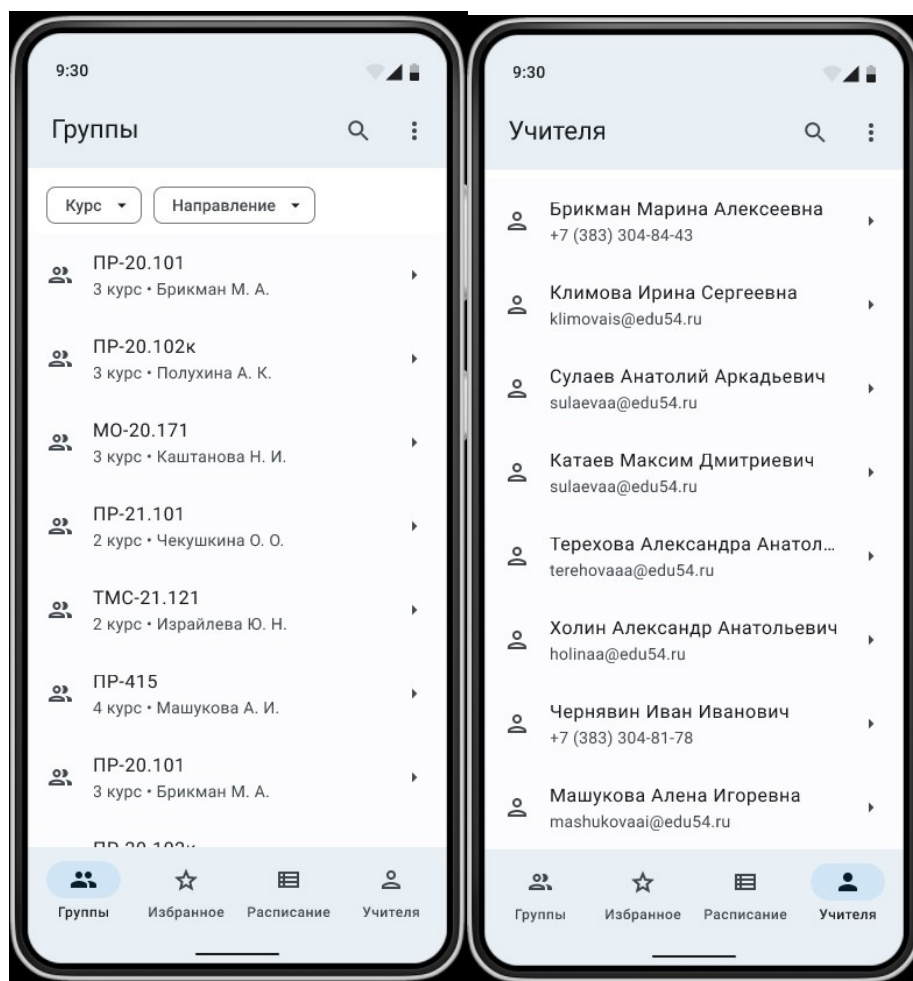 9:30
Группы
Курс
Направление
ПР-20.101
3 курс • Брикман М. А.
ПР-20.102к
3 курс • Полухина А. К.
МО-20.171
3 курс • Каштанова Н. И.
ПР-21.101
2 курс • Чекушкина О. О.
ТМС-21.121
2 курс • Израйлева Ю. Н.
ПР-415
4 курс • Машукова А. И.
ПР-20.101
3 курс • Брикман М. А.
ПР-20.102к
Группы Избранное Расписание Учителя
9:30
Учителя
Брикман Марина Алексеевна
+7 (383) 304-84-43
Климова Ирина Сергеевна
klimovais@edu54.ru
Сулаев Анатолий Аркадьевич
sulaevaa@edu54.ru
Катаев Максим Дмитриевич
sulaevaa@edu54.ru
Терехова Александра Анатол...
terehovaaa@edu54.ru
Холин Александр Анатольевич
holinaa@edu54.ru
Чернявин Иван Иванович
+7 (383) 304-81-78
Машукова Алена Игоревна
mashukovaai@edu54.ru
Группы Избранное Расписание Учителя